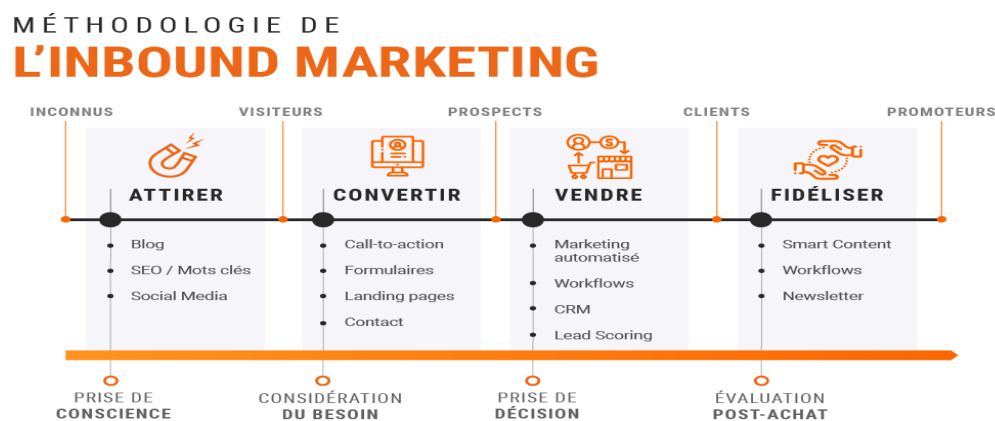 MÉTHODOLOGIE DE
L'INBOUND MARKETING
INCONNUS VISITEURS PROSPECTS CLIENTS PROMOTEURS
ATTIRER CONVERTIR VENDRE FIDÉLISER
Blog
SEO / Mots clés
Social Media
Call-to-action
Formulaires
Landing pages
Contact
Marketing
automatisé
Workflows
CRM
Lead Scoring
Smart Content
Workflows
Newsletter
PRISE DE
CONSCIENCE
CONSIDÉRATION
DU BESOIN
PRISE DE
DÉCISION
ÉVALUATION
POST-ACHAT